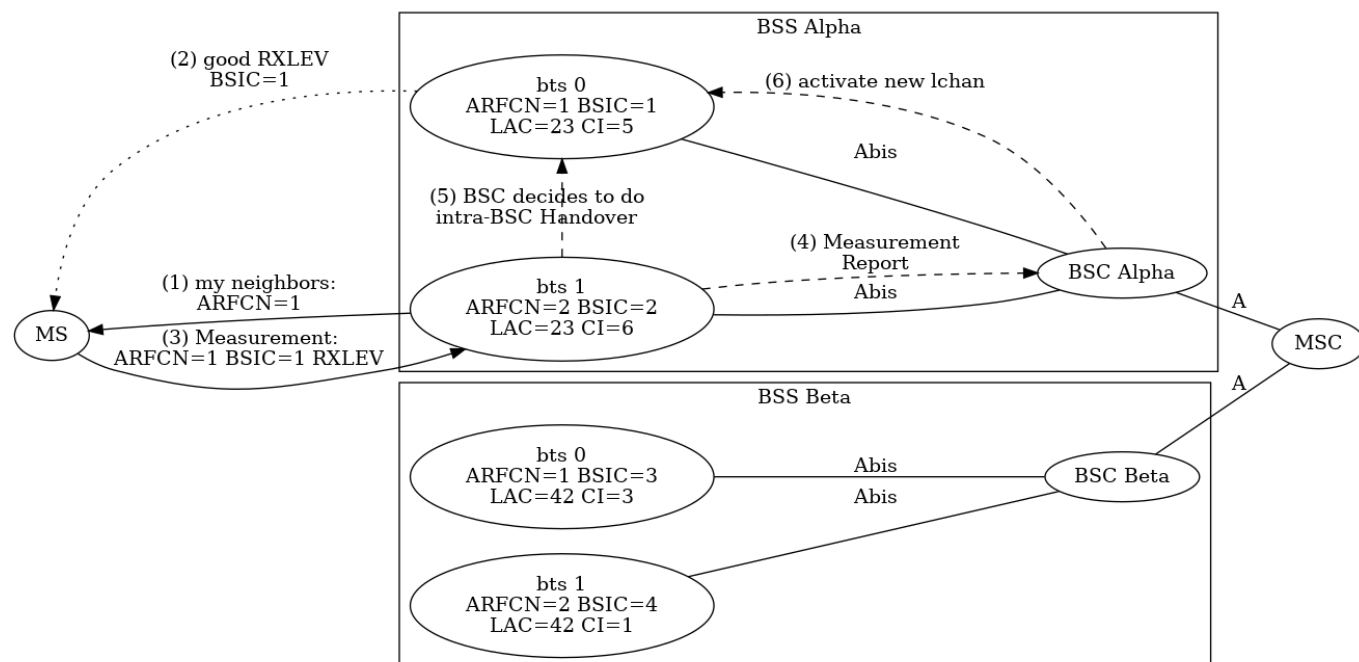 BSS Alpha
(2) good RXLEV
BSIC=1
bts 0
ARFCN=1 BSIC=1
LAC=23 CI=5
(6) activate new lchan
Abis
(5) BSC decides to do
intra-BSC Handover
(4) Measurement
Report
BSC Alpha
(1) my neighbors:
ARFCN=1
bts 1
ARFCN=2 BSIC=2
LAC=23 CI=6
Abis
A
MS
(3) Measurement:
ARFCN=1 BSIC=1 RXLEV
MSC
A
BSS Beta
bts 0
ARFCN=1 BSIC=3
LAC=42 CI=3
Abis
BSC Beta
Abis
bts 1
ARFCN=2 BSIC=4
LAC=42 CI=1